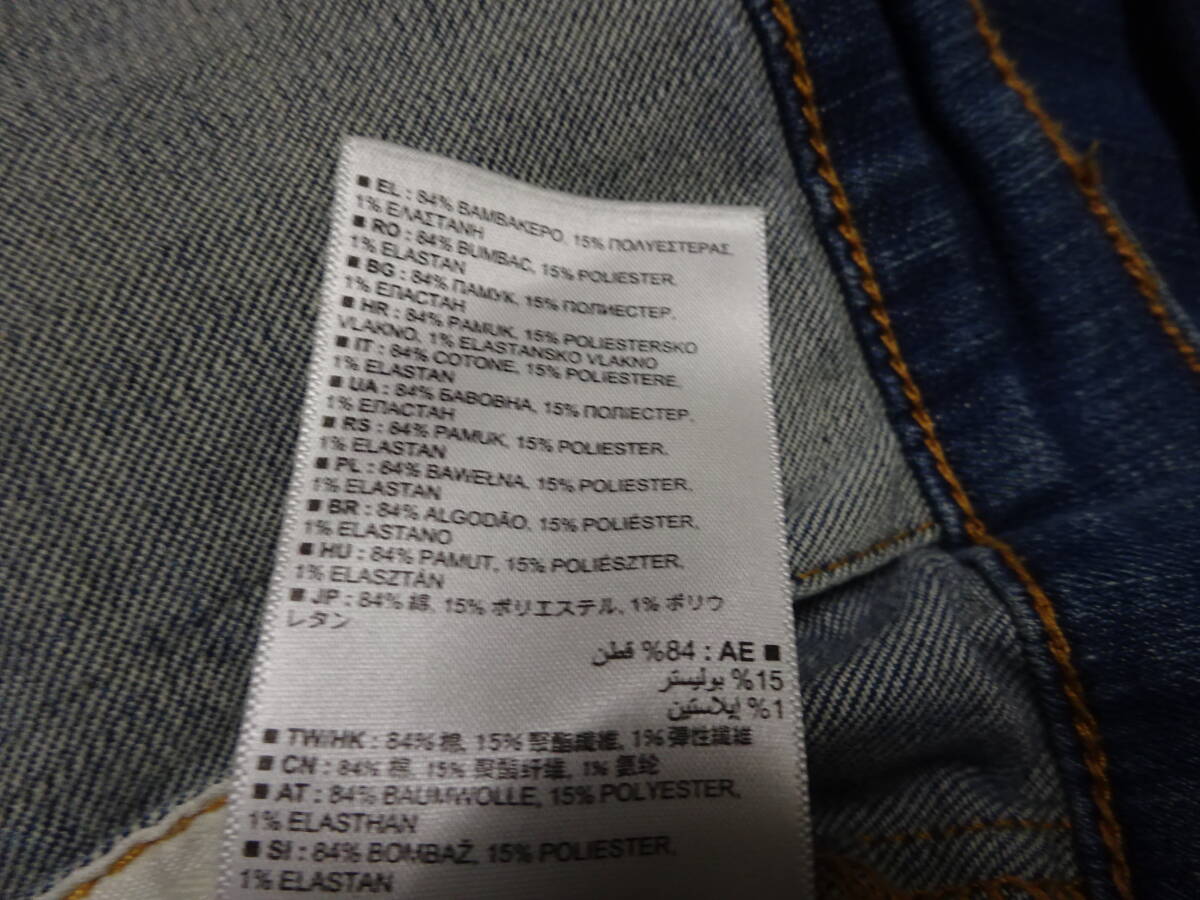 ■ EL : 84% ΒΑΜΒΑΚΕΡΟ, 15% ΠΟΛΥΕΣΤΕΡΑΣ,
1% ΕΛΑΣΤΑΝΗ
■ RO : 84% BUMBAC, 15% POLIESTER,
1% ELASTAN
■ BG : 84% ПАМУК, 15% ПОЛИЕСТЕР,
1% ЕЛАСТАН
■ HR : 84% PAMUK, 15% POLIESTERSKO
VLAKNO, 1% ELASTANSKO VLAKNO
■ IT : 84% COTONE, 15% POLIESTERE,
1% ELASTAN
■ UA : 84% БАВОВНА, 15% ПОЛІЕСТЕР,
1% ЕЛАСТАН
■ RS : 84% PAMUK, 15% POLIESTER,
1% ELASTAN
■ PL : 84% BAWEŁNA, 15% POLIESTER,
1% ELASTAN
■ BR : 84% ALGODÃO, 15% POLIÉSTER,
1% ELASTANO
■ HU : 84% PAMUT, 15% POLIÉSZTER,
1% ELASZTÁN
■ JP : 84% 綿, 15% ポリエステル, 1% ポリウ
レタン
■ AE : 84% قطن
15% بوليستر
1% إيلاستين
■ TW/HK : 84% 棉, 15% 聚酯纖維, 1% 彈性纖維
■ CN : 84% 棉, 15% 聚酯纤维, 1% 氨纶
■ AT : 84% BAUMWOLLE, 15% POLYESTER,
1% ELASTHAN
■ SI : 84% BOMBAŽ, 15% POLIESTER,
1% ELASTAN